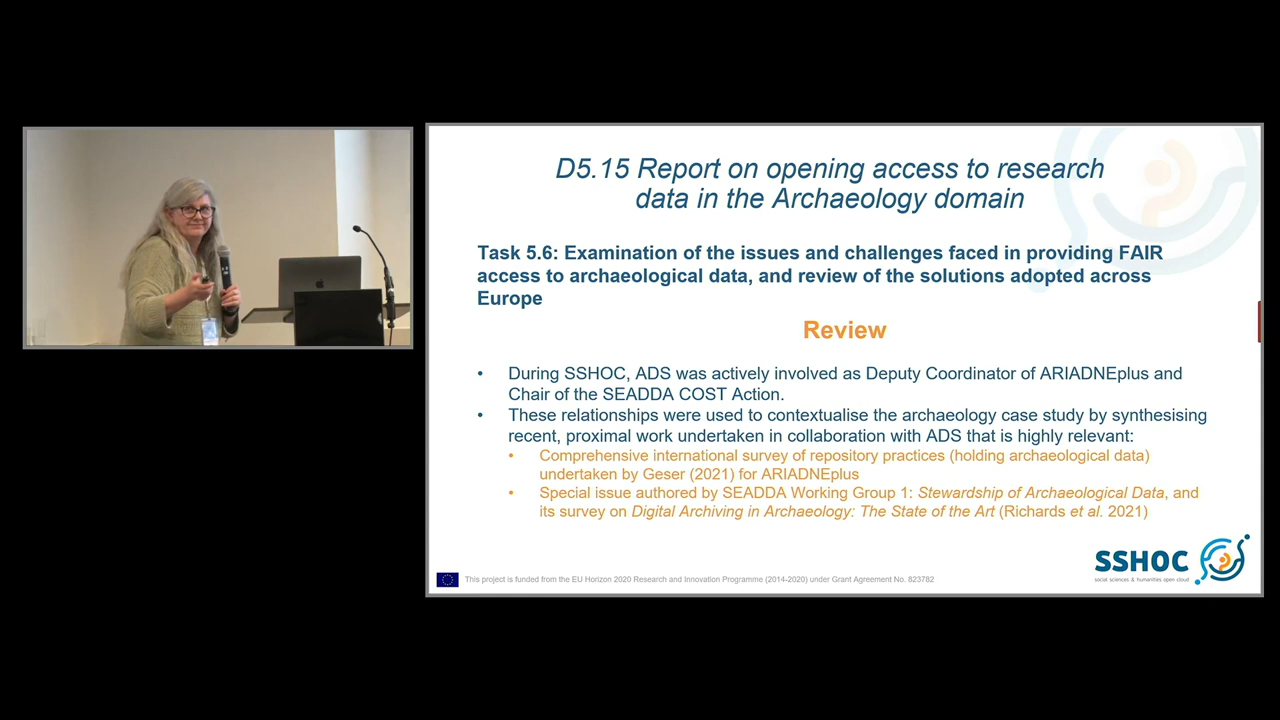 D5.15 Report on opening access to research
data in the Archaeology domain
Task 5.6: Examination of the issues and challenges faced in providing FAIR
access to archaeological data, and review of the solutions adopted across
Europe
Review
• During SSHOC, ADS was actively involved as Deputy Coordinator of ARIADNEplus and
Chair of the SEADDA COST Action.
• These relationships were used to contextualise the archaeology case study by synthesising
recent, proximal work undertaken in collaboration with ADS that is highly relevant:
• Comprehensive international survey of repository practices (holding archaeological data)
undertaken by Geser (2021) for ARIADNEplus
• Special issue authored by SEADDA Working Group 1: Stewardship of Archaeological Data, and
its survey on Digital Archiving in Archaeology: The State of the Art (Richards et al. 2021)
SSHOC
social sciences & humanities open cloud
This project is funded from the EU Horizon 2020 Research and Innovation Programme (2014-2020) under Grant Agreement No. 823782